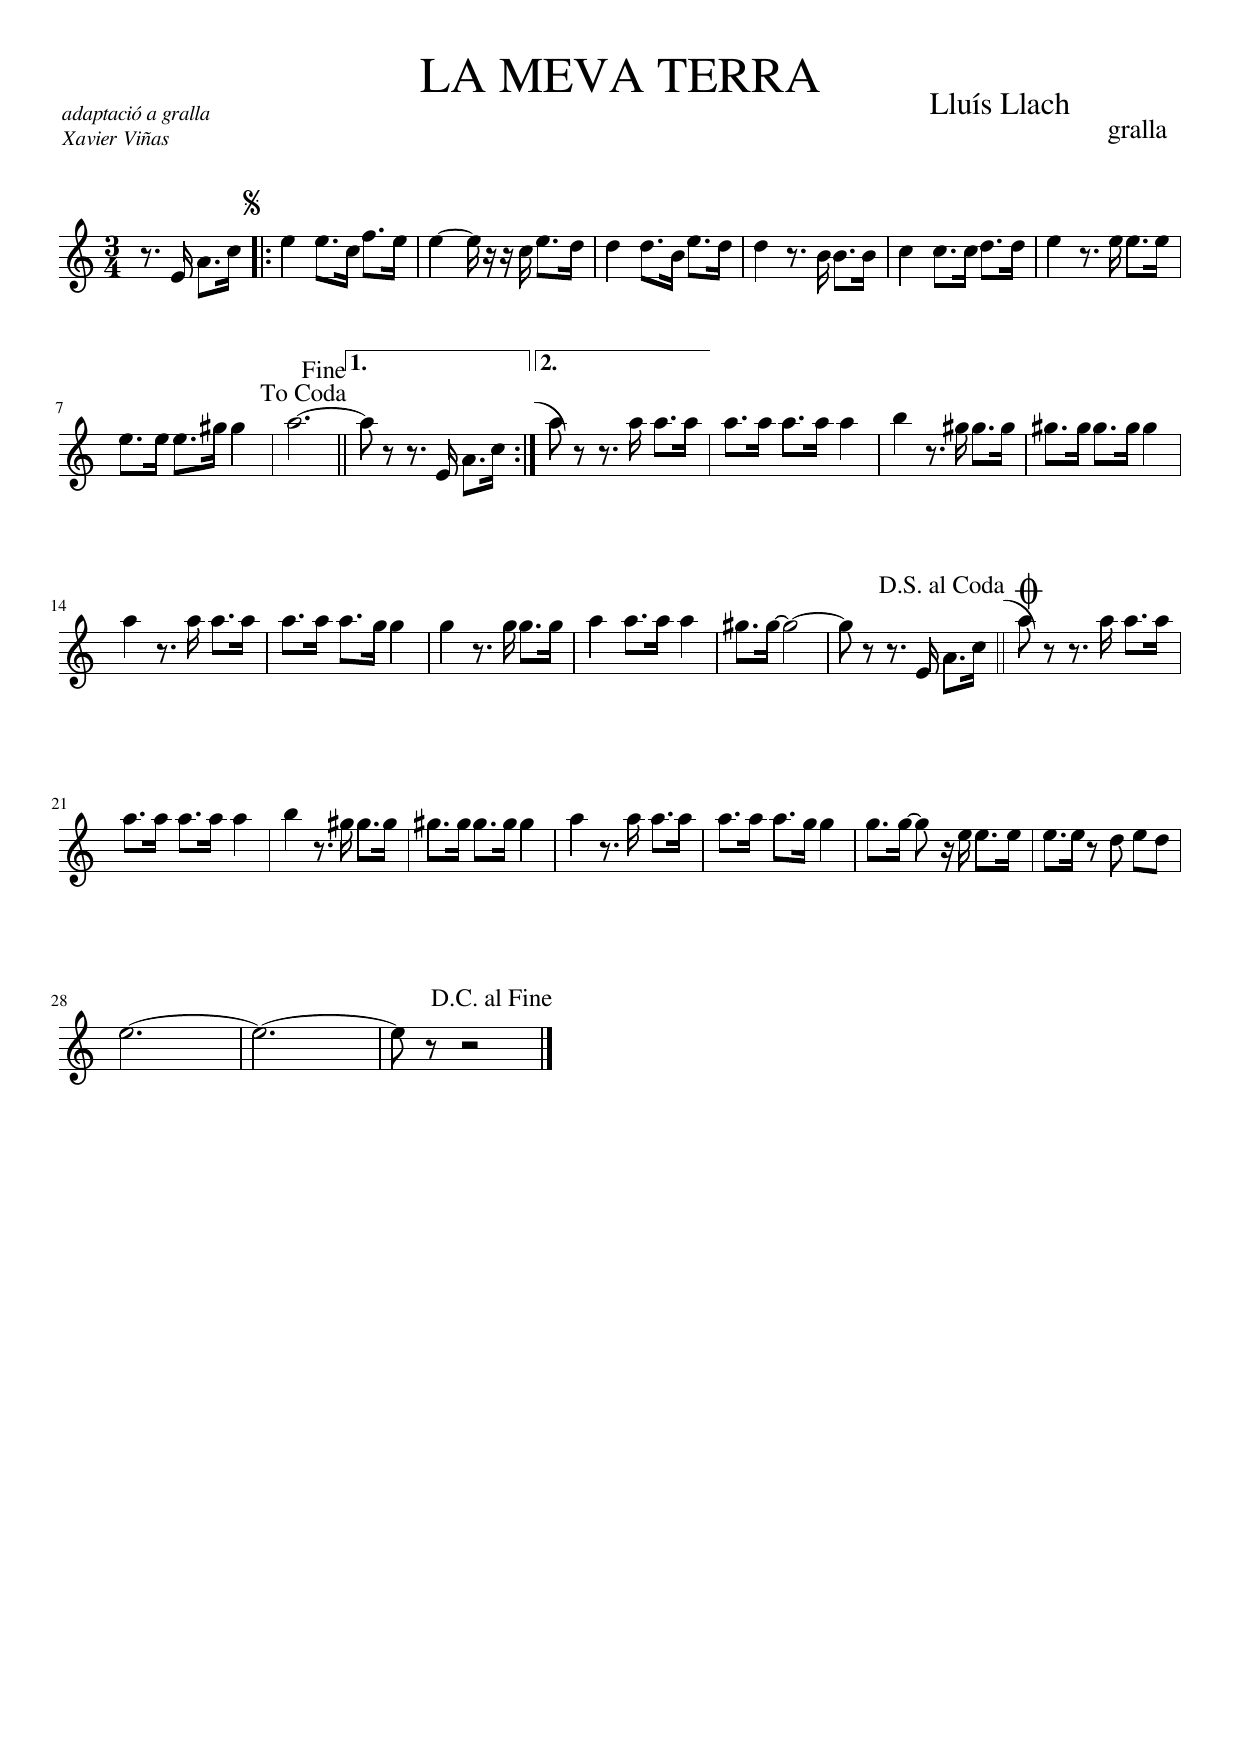 LA MEVA TERRA
adaptació a gralla
Xavier Viñas
Lluís Llach
gralla
3
4
7
Fine
To Coda
1.
2.
14
D.S. al Coda
21
28
D.C. al Fine